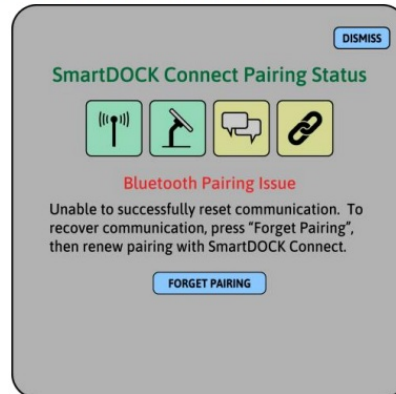 DISMISS
SmartDOCK Connect Pairing Status
Bluetooth Pairing Issue
Unable to successfully reset communication. To
recover communication, press “Forget Pairing”,
then renew pairing with SmartDOCK Connect.
FORGET PAIRING